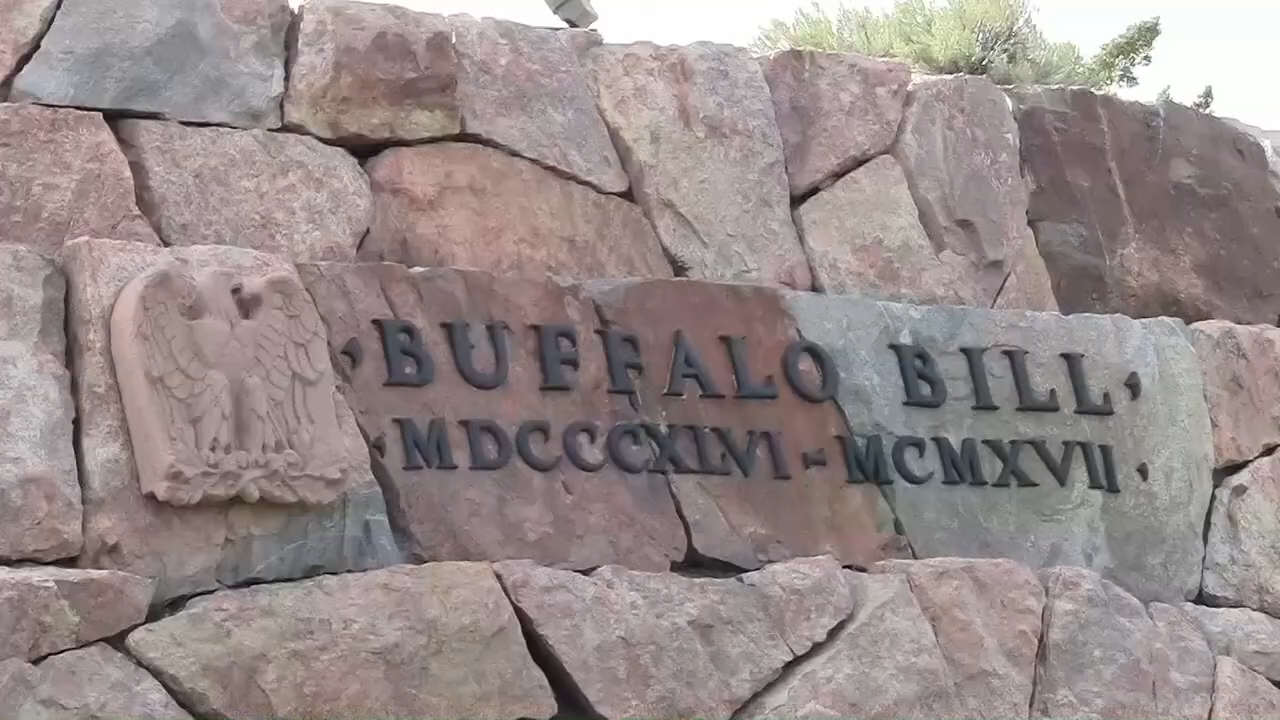 • BUFFALO BILL •
• MDCCCXLVI - MCMXVII •